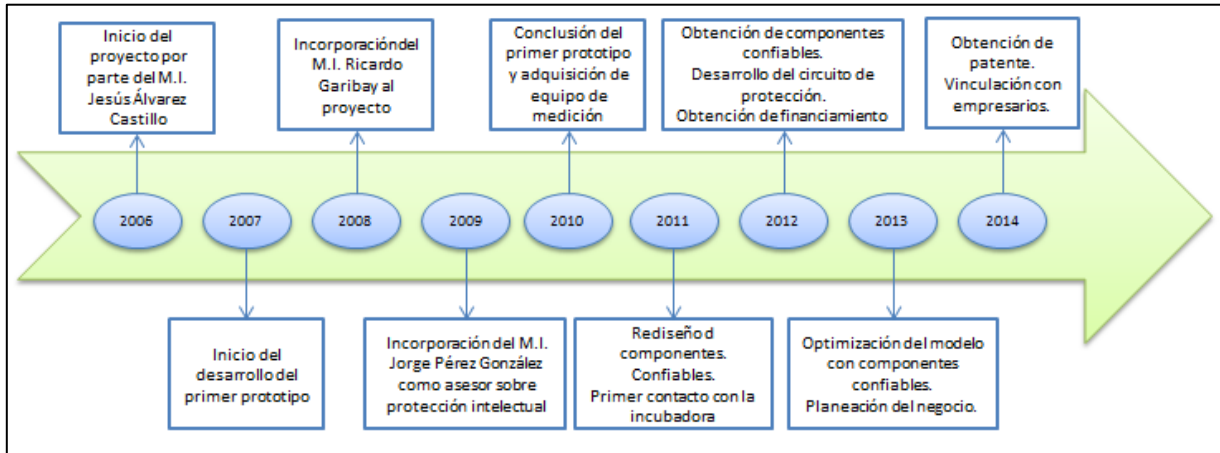 Inicio del
proyecto por
parte del M.I.
Jesús Álvarez
Castillo
Incorporacióndel
M.I. Ricardo
Garibay al
proyecto
Conclusión del
primer prototipo
y adquisición de
equipo de
medición
Obtención de componentes
confiables.
Desarrollo del circuito de
protección.
Obtención de financiamiento
Obtención de
patente.
Vinculación con
empresarios.
2006
2007
2008
2009
2010
2011
2012
2013
2014
Inicio del
desarrollo del
primer prototipo
Incorporación del M.I.
Jorge Pérez González
como asesor sobre
protección intelectual
Rediseño d
componentes.
Confiables.
Primer contacto con la
incubadora
Optimización del modelo
con componentes
confiables.
Planeación del negocio.